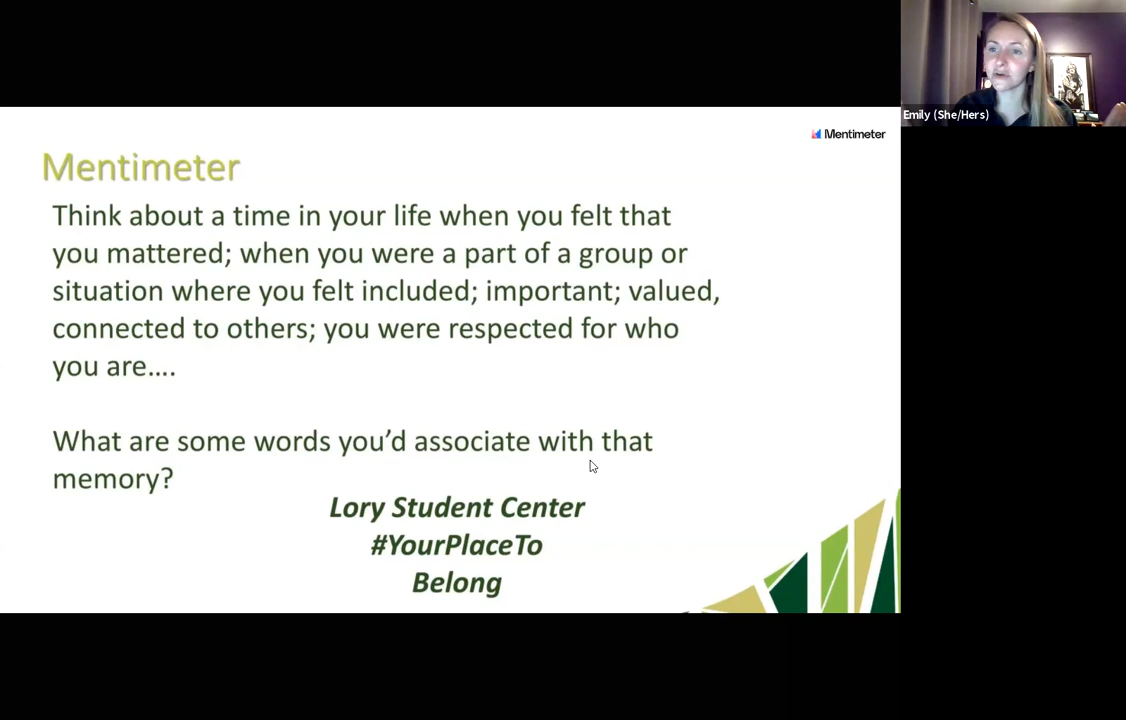 Emily (She/Hers)
Mentimeter
Mentimeter
Think about a time in your life when you felt that
you mattered; when you were a part of a group or
situation where you felt included; important; valued,
connected to others; you were respected for who
you are....
What are some words you’d associate with that
memory?
Lory Student Center
#YourPlaceTo
Belong